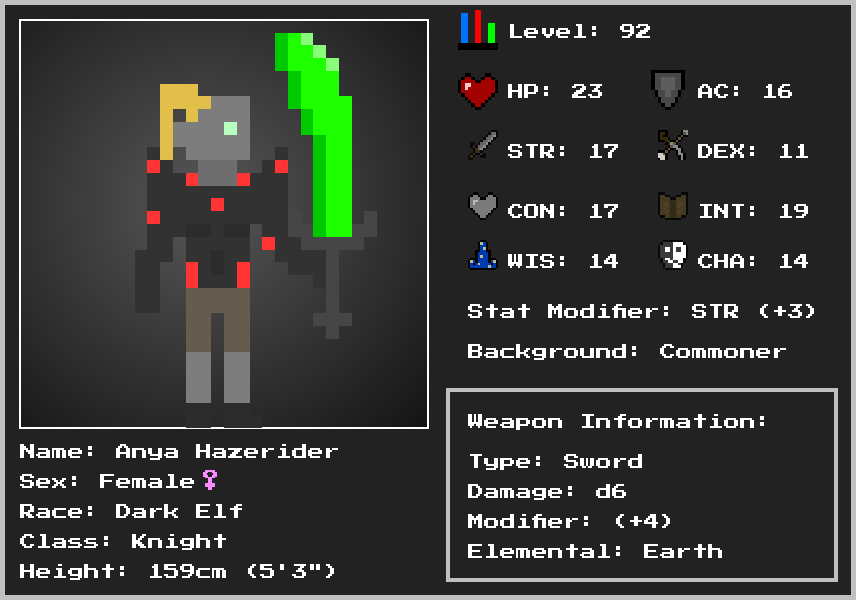 Level: 92
HP: 23
AC: 16
STR: 17
DEX: 11
CON: 17
INT: 19
WIS: 14
CHA: 14
Stat Modifier: STR (+3)
Background: Commoner
Weapon Information:
Type: Sword
Damage: d6
Modifier: (+4)
Elemental: Earth
Name: Anya Hazerider
Sex: Female♀
Race: Dark Elf
Class: Knight
Height: 159cm (5'3")